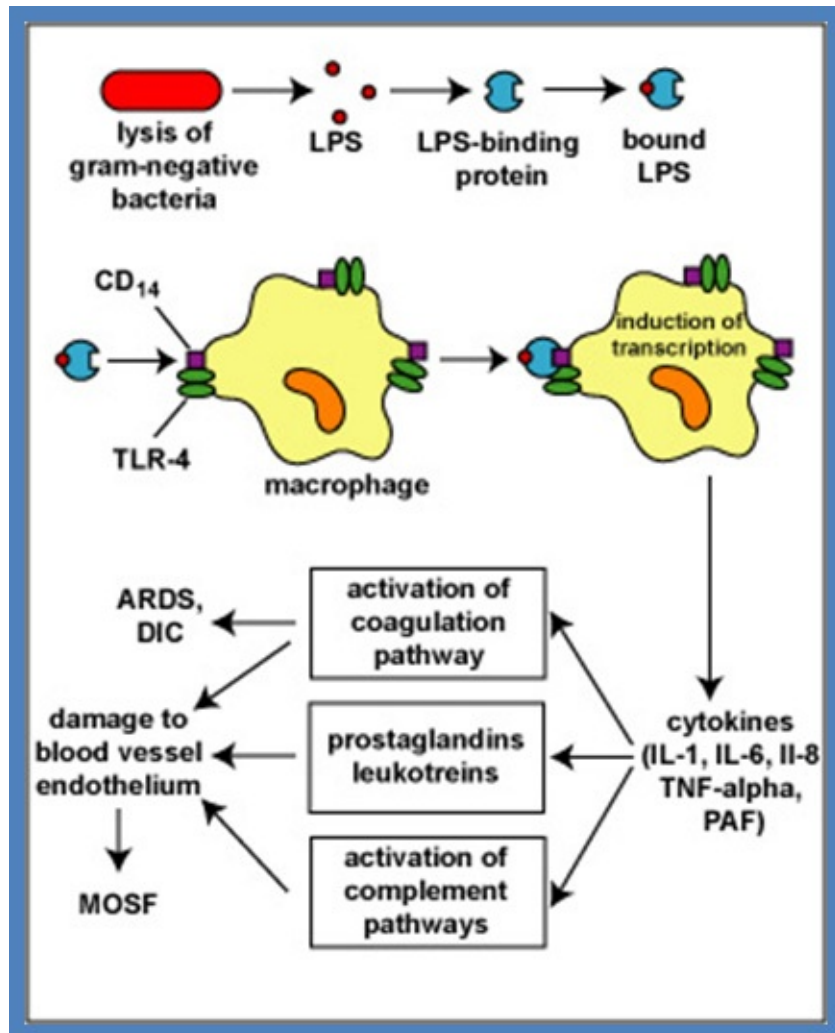 lysis of
gram-negative
bacteria
LPS
LPS-binding
protein
bound
LPS
CD14
TLR-4
macrophage
induction of
transcription
ARDS,
DIC
activation of
coagulation
pathway
damage to
blood vessel
endothelium
prostaglandins
leukotreins
cytokines
(IL-1, IL-6, Il-8
TNF-alpha,
PAF)
MOSF
activation of
complement
pathways